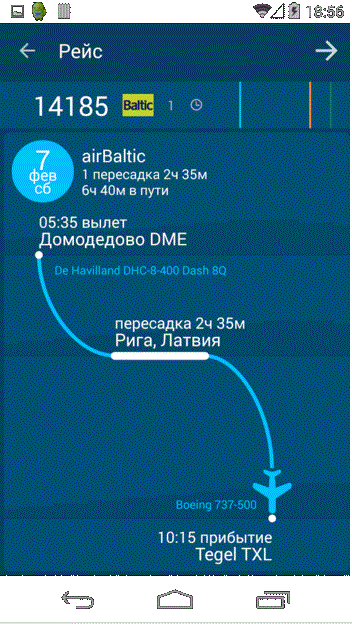 18:56
Рейс
14185 Baltic 1
7
фев
сб
airBaltic
1 пересадка 2ч 35м
6ч 40м в пути
05:35 вылет
Домодедово DME
De Havilland DHC-8-400 Dash 8Q
пересадка 2ч 35м
Рига, Латвия
Boeing 737-500
10:15 прибытие
Tegel TXL